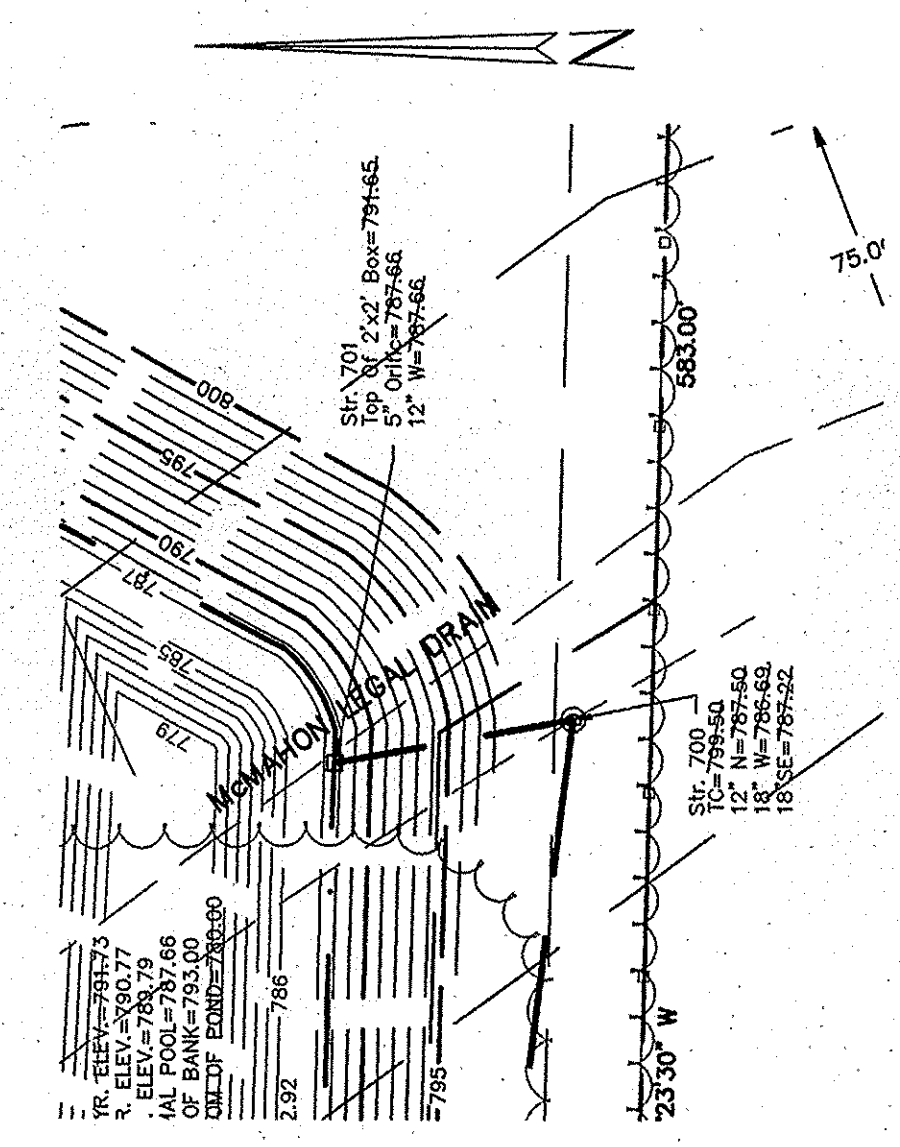 N
75.0'
Str. 701
Top Of 2'x2' Box=791.65
5" Orific=787.66
12" W=787.66
583.00'
800
795
790
787
785
779
McMAHON LEGAL DRAIN
Str. 700
TC=799.50
12" N=787.50
18" W=786.69
18"SE=787.22
YR. ELEV.=791.73
R. ELEV.=790.77
. ELEV.=789.79
IAL POOL=787.66
OF BANK=793.00
OM OF POND=780.00
786
2.92
795
23'30" W